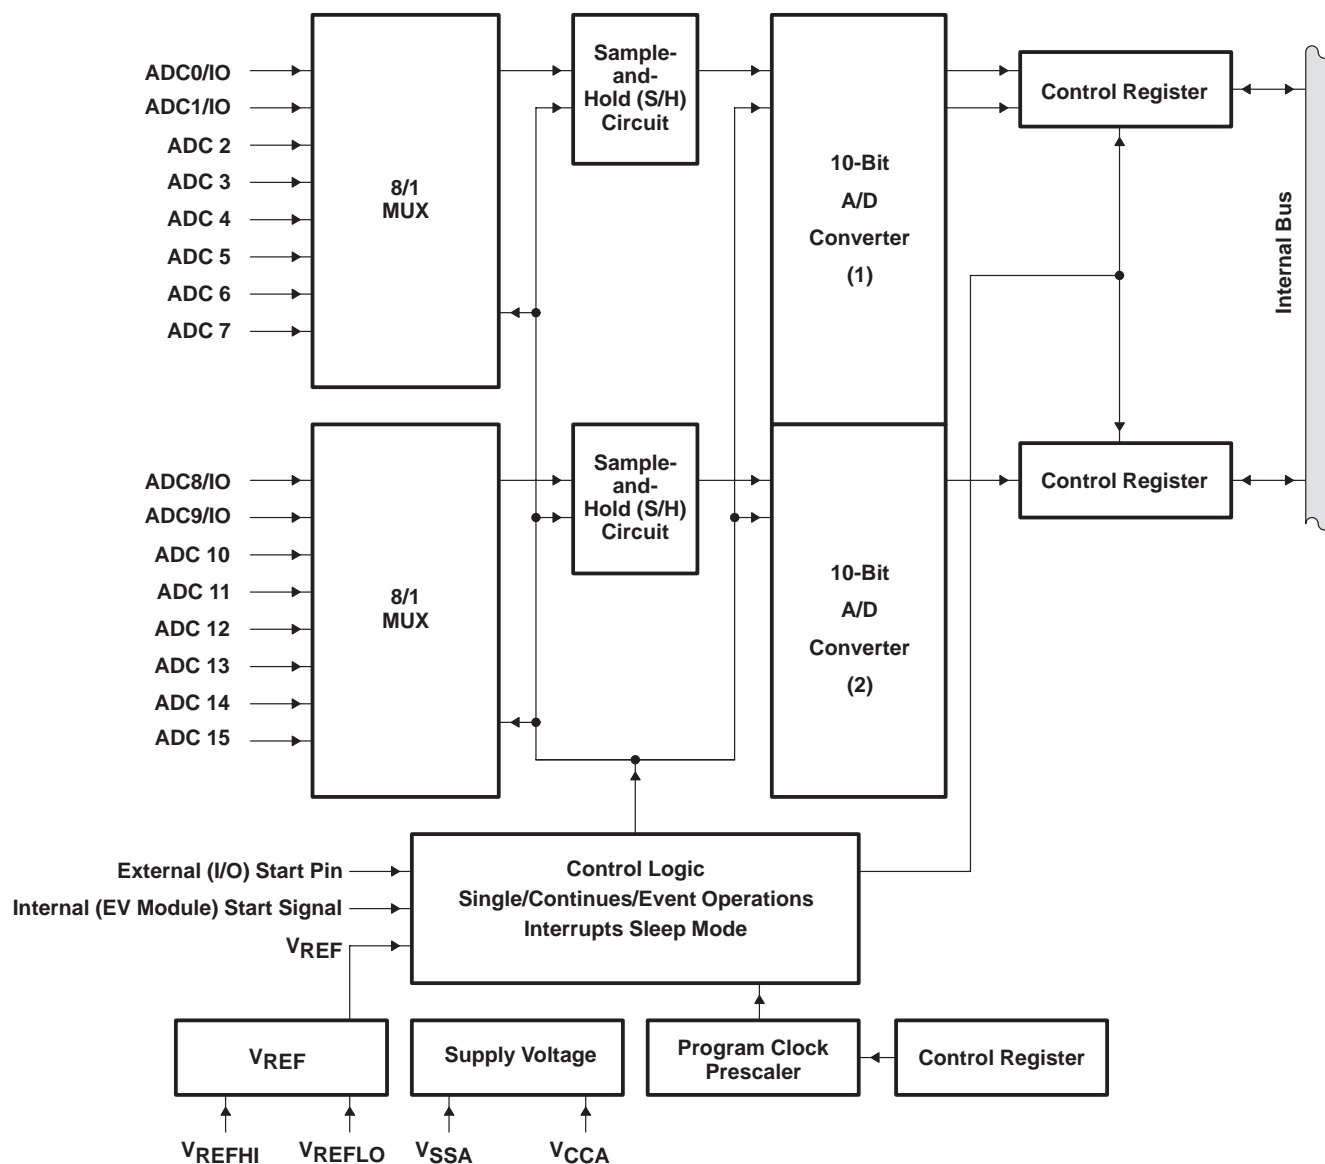 ADC0/IO
ADC1/IO
ADC 2
ADC 3
ADC 4
ADC 5
ADC 6
ADC 7
8/1
MUX
Sample-
and-
Hold (S/H)
Circuit
10-Bit
A/D
Converter
(1)
Control Register
Internal Bus
ADC8/IO
ADC9/IO
ADC 10
ADC 11
ADC 12
ADC 13
ADC 14
ADC 15
8/1
MUX
Sample-
and-
Hold (S/H)
Circuit
10-Bit
A/D
Converter
(2)
Control Register
External (I/O) Start Pin
Internal (EV Module) Start Signal
VREF
Control Logic
Single/Continues/Event Operations
Interrupts Sleep Mode
VREF
Supply Voltage
Program Clock
Prescaler
Control Register
VREFHI
VREFLO
VSSA
VCCA